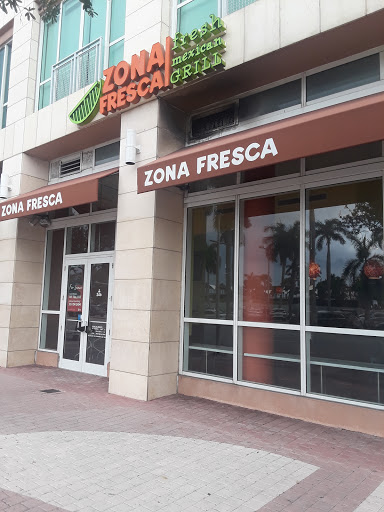 ZONA
FRESCA
fresh
mexican
GRILL
ZONA FRESCA
ZONA FRESCA